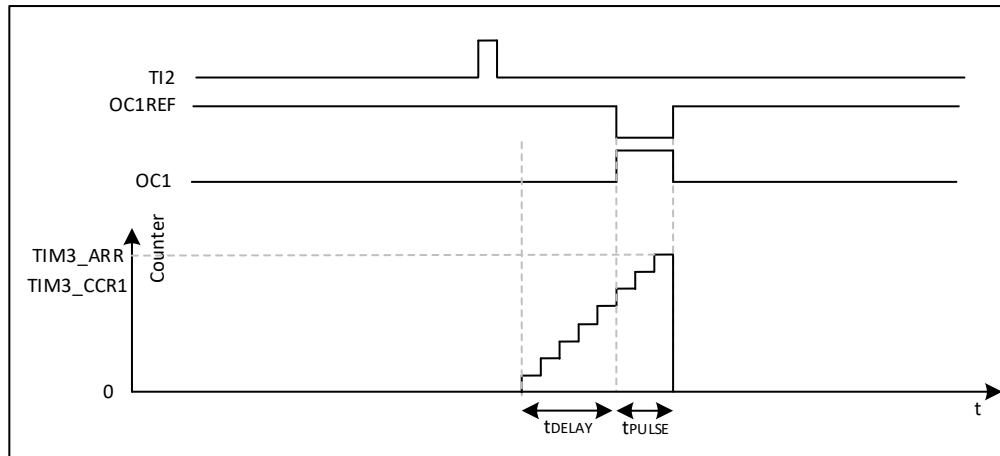 TI2
OC1REF
OC1
Counter
TIM3_ARR
TIM3_CCR1
0
t
tDELAY
tPULSE